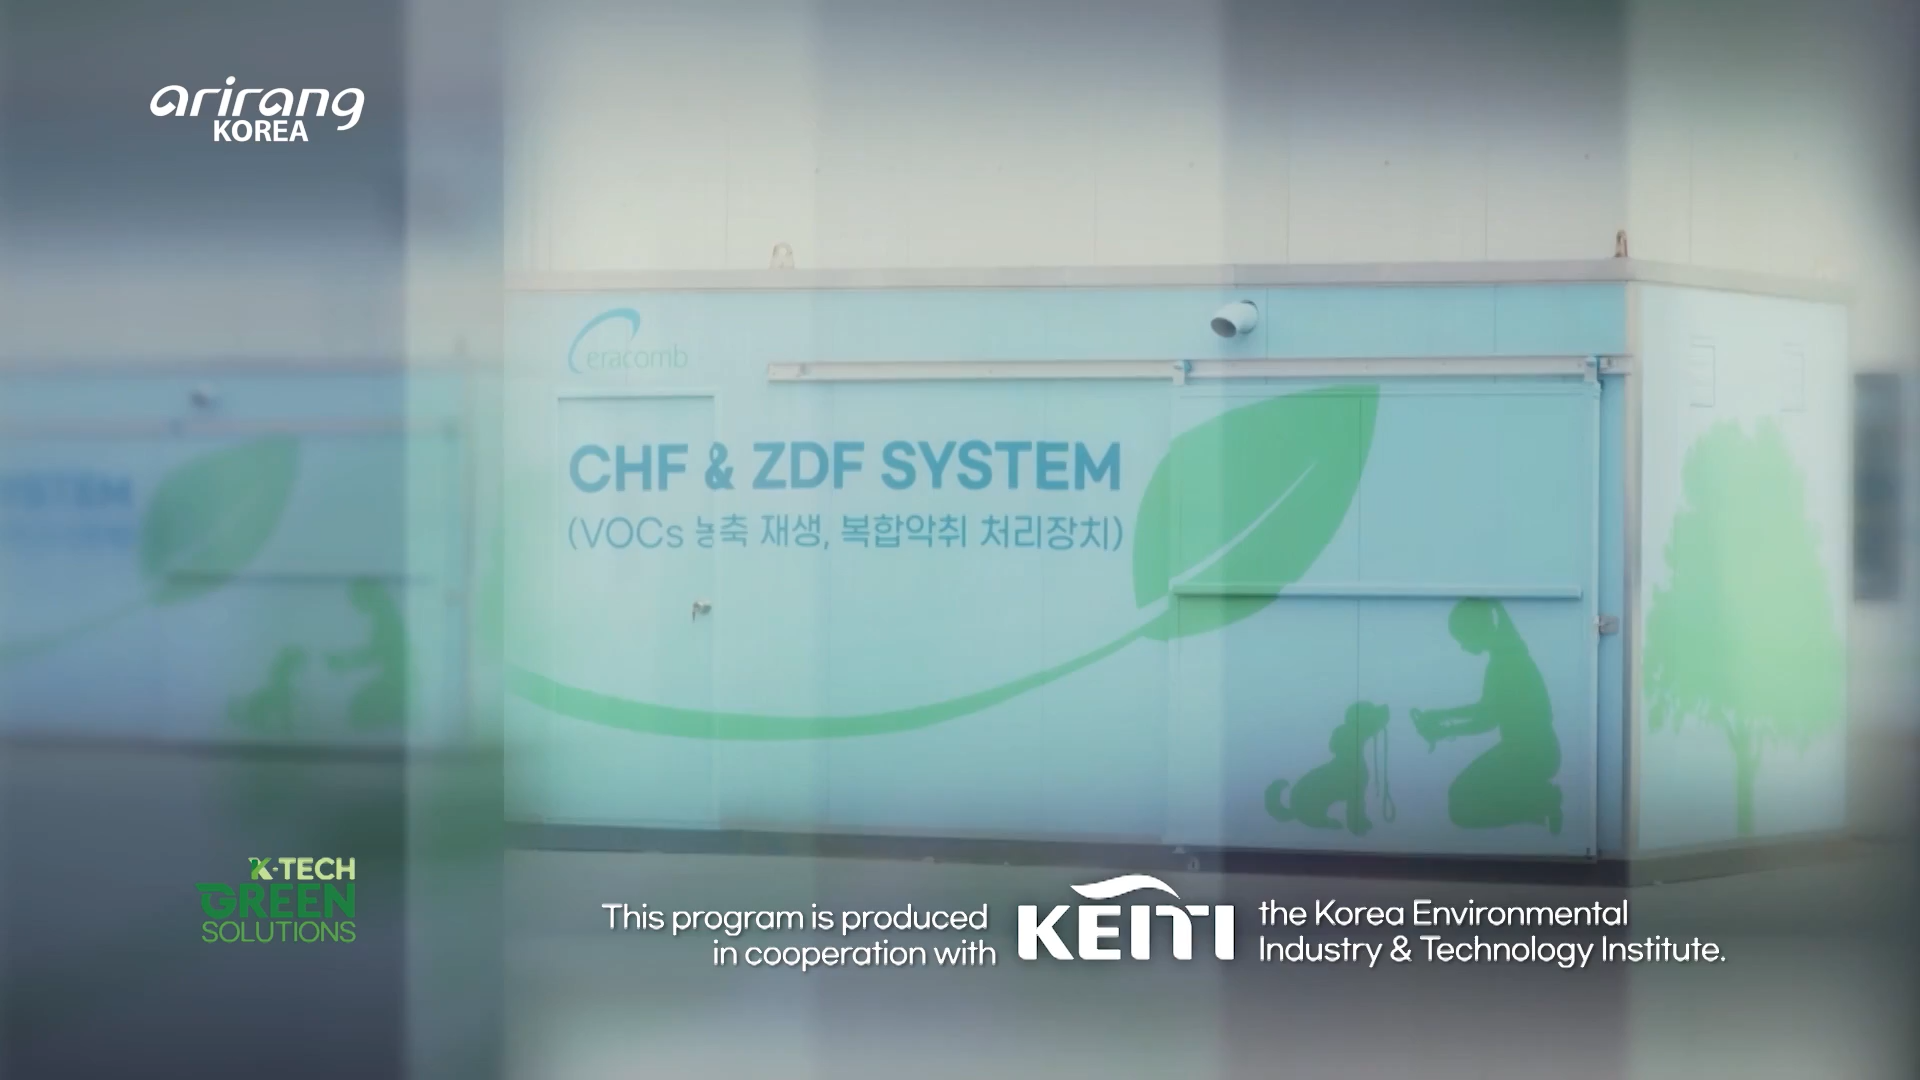 arirang
KOREA
Ceracomb
CHF & ZDF SYSTEM
(VOCs 농축 재생, 복합악취 처리장치)
K-TECH
GREEN
SOLUTIONS
This program is produced
in cooperation with
KEITI
the Korea Environmental
Industry & Technology Institute.